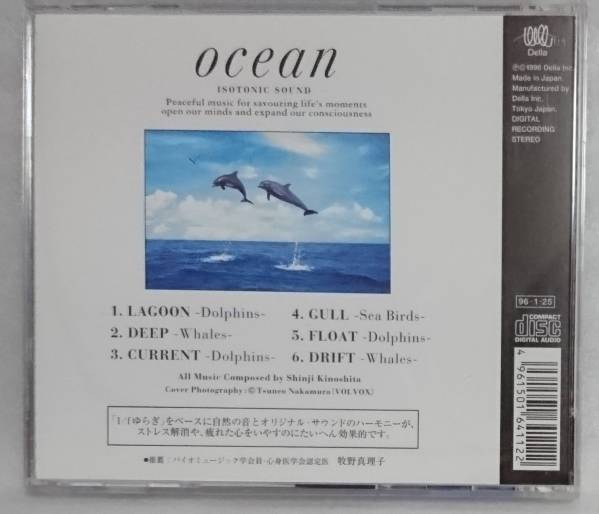 ocean
ISOTONIC SOUND
Peaceful music for savouring life's moments
open our minds and expand our consciousness
1. LAGOON -Dolphins-
2. DEEP -Whales-
3. CURRENT -Dolphins-
4. GULL -Sea Birds-
5. FLOAT -Dolphins-
6. DRIFT -Whales-
All Music Composed by Shinji Kinoshita
Cover Photography:©Tsuneo Nakamura(VOLVOX)
「1/fゆらぎ」をベースに自然の音とオリジナル・サウンドのハーモニーが、
ストレス解消や、疲れた心をいやすのにたいへん効果的です。
●推薦：バイオミュージック学会員・心身医学会認定医 牧野真理子
Della
℗©1996 Della Inc.
Made in Japan.
Manufactured by
Della Inc.
Tokyo Japan.
DIGITAL
RECORDING
STEREO
96・1・25
COMPACT
disc
DIGITAL AUDIO
4961501641122